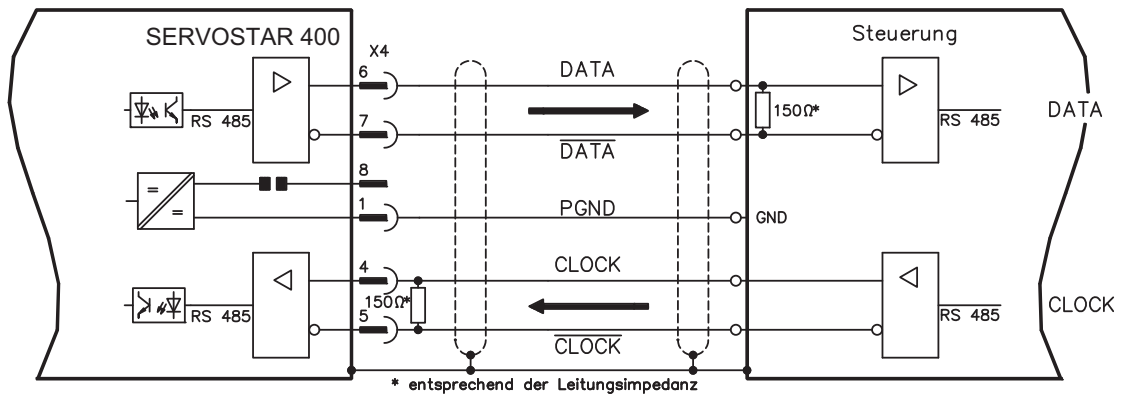 SERVOSTAR 400
X4
Steuerung
6
DATA
150Ω*
RS 485
RS 485
DATA
7
DATA
8
1
PGND
GND
4
CLOCK
150Ω*
RS 485
RS 485
CLOCK
5
CLOCK
* entsprechend der Leitungsimpedanz